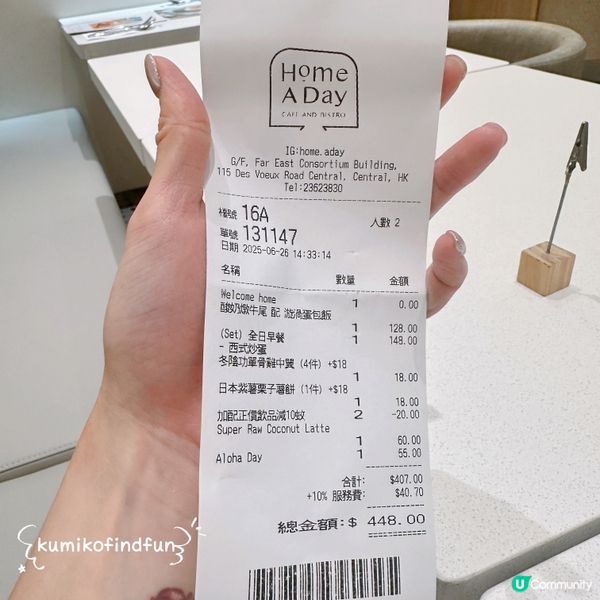 Home
A Day
CAFE AND BISTRO
IG:home.aday
G/F, Far East Consortium Building,
115 Des Voeux Road Central, Central, HK
Tel:23623830
檯號 16A 人數 2
單號 131147
日期 2025-06-26 14:33:14
名稱 數量 金額
Welcome home 1 0.00
酸奶燉牛尾 配 漩渦蛋包飯
1 128.00
(Set) 全日早餐 1 148.00
- 西式炒蛋
冬陰功單骨雞中翼 (4件) +$18
1 18.00
日本紫薯栗子薯餅 (1件) +$18
1 18.00
加配正價飲品減10蚊 2 -20.00
Super Raw Coconut Latte
1 60.00
Aloha Day 1 55.00
合計: $407.00
+10% 服務費: $40.70
總金額:$ 448.00
kumikofindfun
U Community